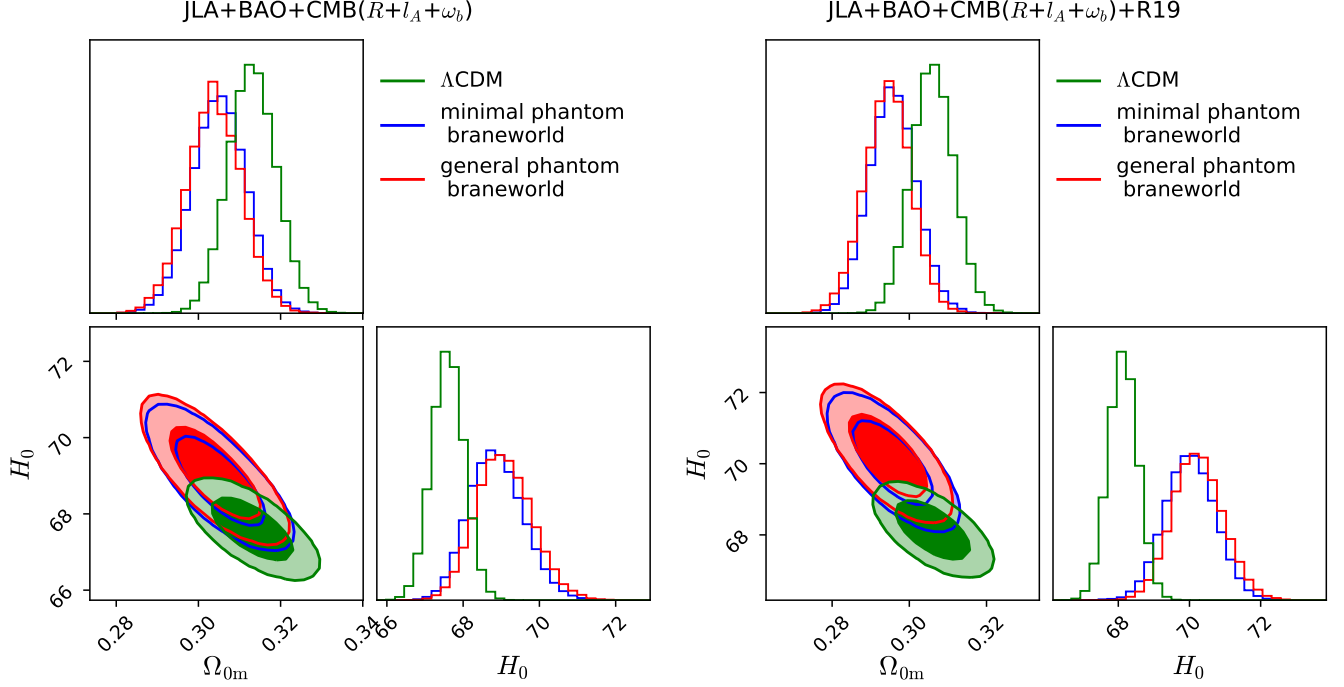 JLA+BAO+CMB(R+l_A+ω_b)
ΛCDM
minimal phantom
braneworld
general phantom
braneworld
72
70
68
66
H_0
0.28
0.30
0.32
0.34
Ω_0m
66
68
70
72
H_0
JLA+BAO+CMB(R+l_A+ω_b)+R19
ΛCDM
minimal phantom
braneworld
general phantom
braneworld
72
70
68
H_0
0.28
0.30
0.32
Ω_0m
68
70
72
H_0